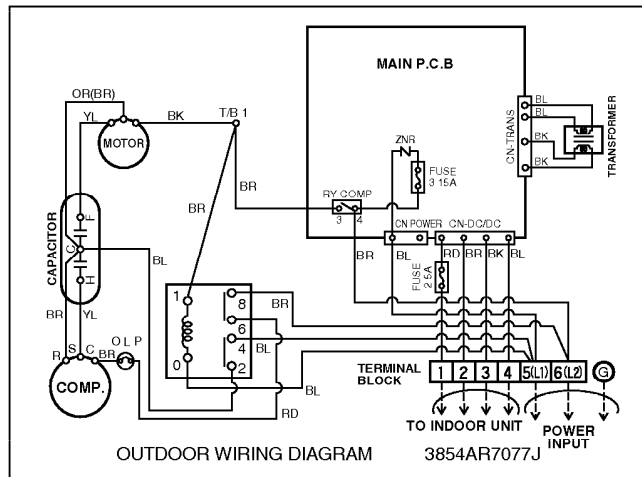 MAIN P.C.B
OR(BR)
YL
BK
T/B 1
MOTOR
ZNR
FUSE
3 15A
CN-TRANS
BL
BL
BK
BK
TRANSFORMER
BR
BR
RY COMP
3 4
CN POWER
CN-DC/DC
BR
BL
RD
BR
BK
BL
FUSE
2 5A
CAPACITOR
F
C
H
BL
BR
YL
1
8
6
4
0
2
BR
BL
BL
RD
R
S
C
BR
O L P
COMP.
TERMINAL
BLOCK
1 2 3 4 5(L1) 6(L2) G
TO INDOOR UNIT
POWER
INPUT
OUTDOOR WIRING DIAGRAM 3854AR7077J